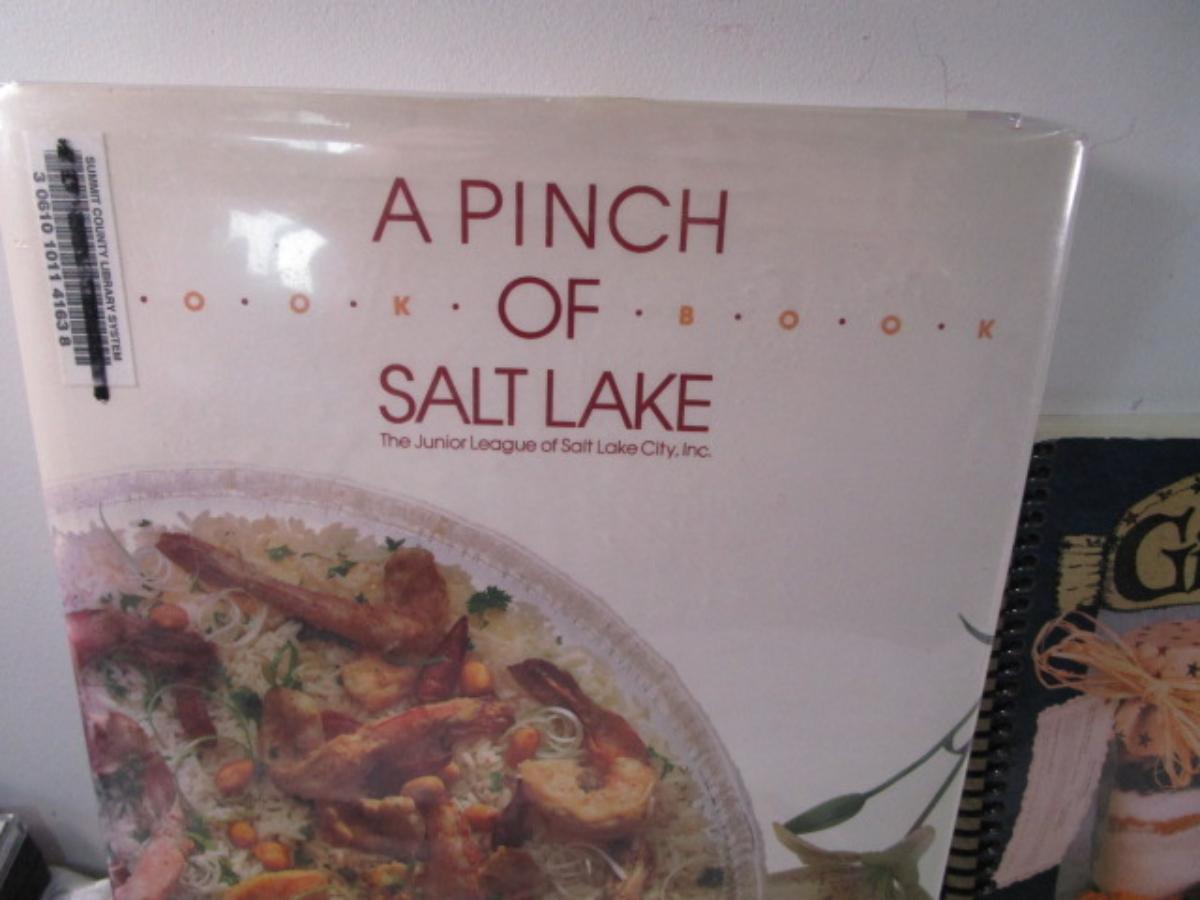 A PINCH
· O · O · K · OF · B · O · O · K
SALT LAKE
The Junior League of Salt Lake City, Inc.
SUMMIT COUNTY LIBRARY SYSTEM
3 0610 1011 4163 8
Gi